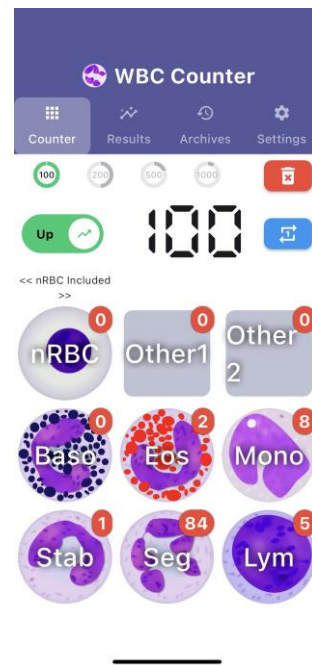 WBC Counter
Counter Results Archives Settings
100 200 500 1000
Up 100 1
<< nRBC Included
>>
0 0 0
nRBC Other1 Other
2
0 2 8
Baso Eos Mono
1 84 5
Stab Seg Lym